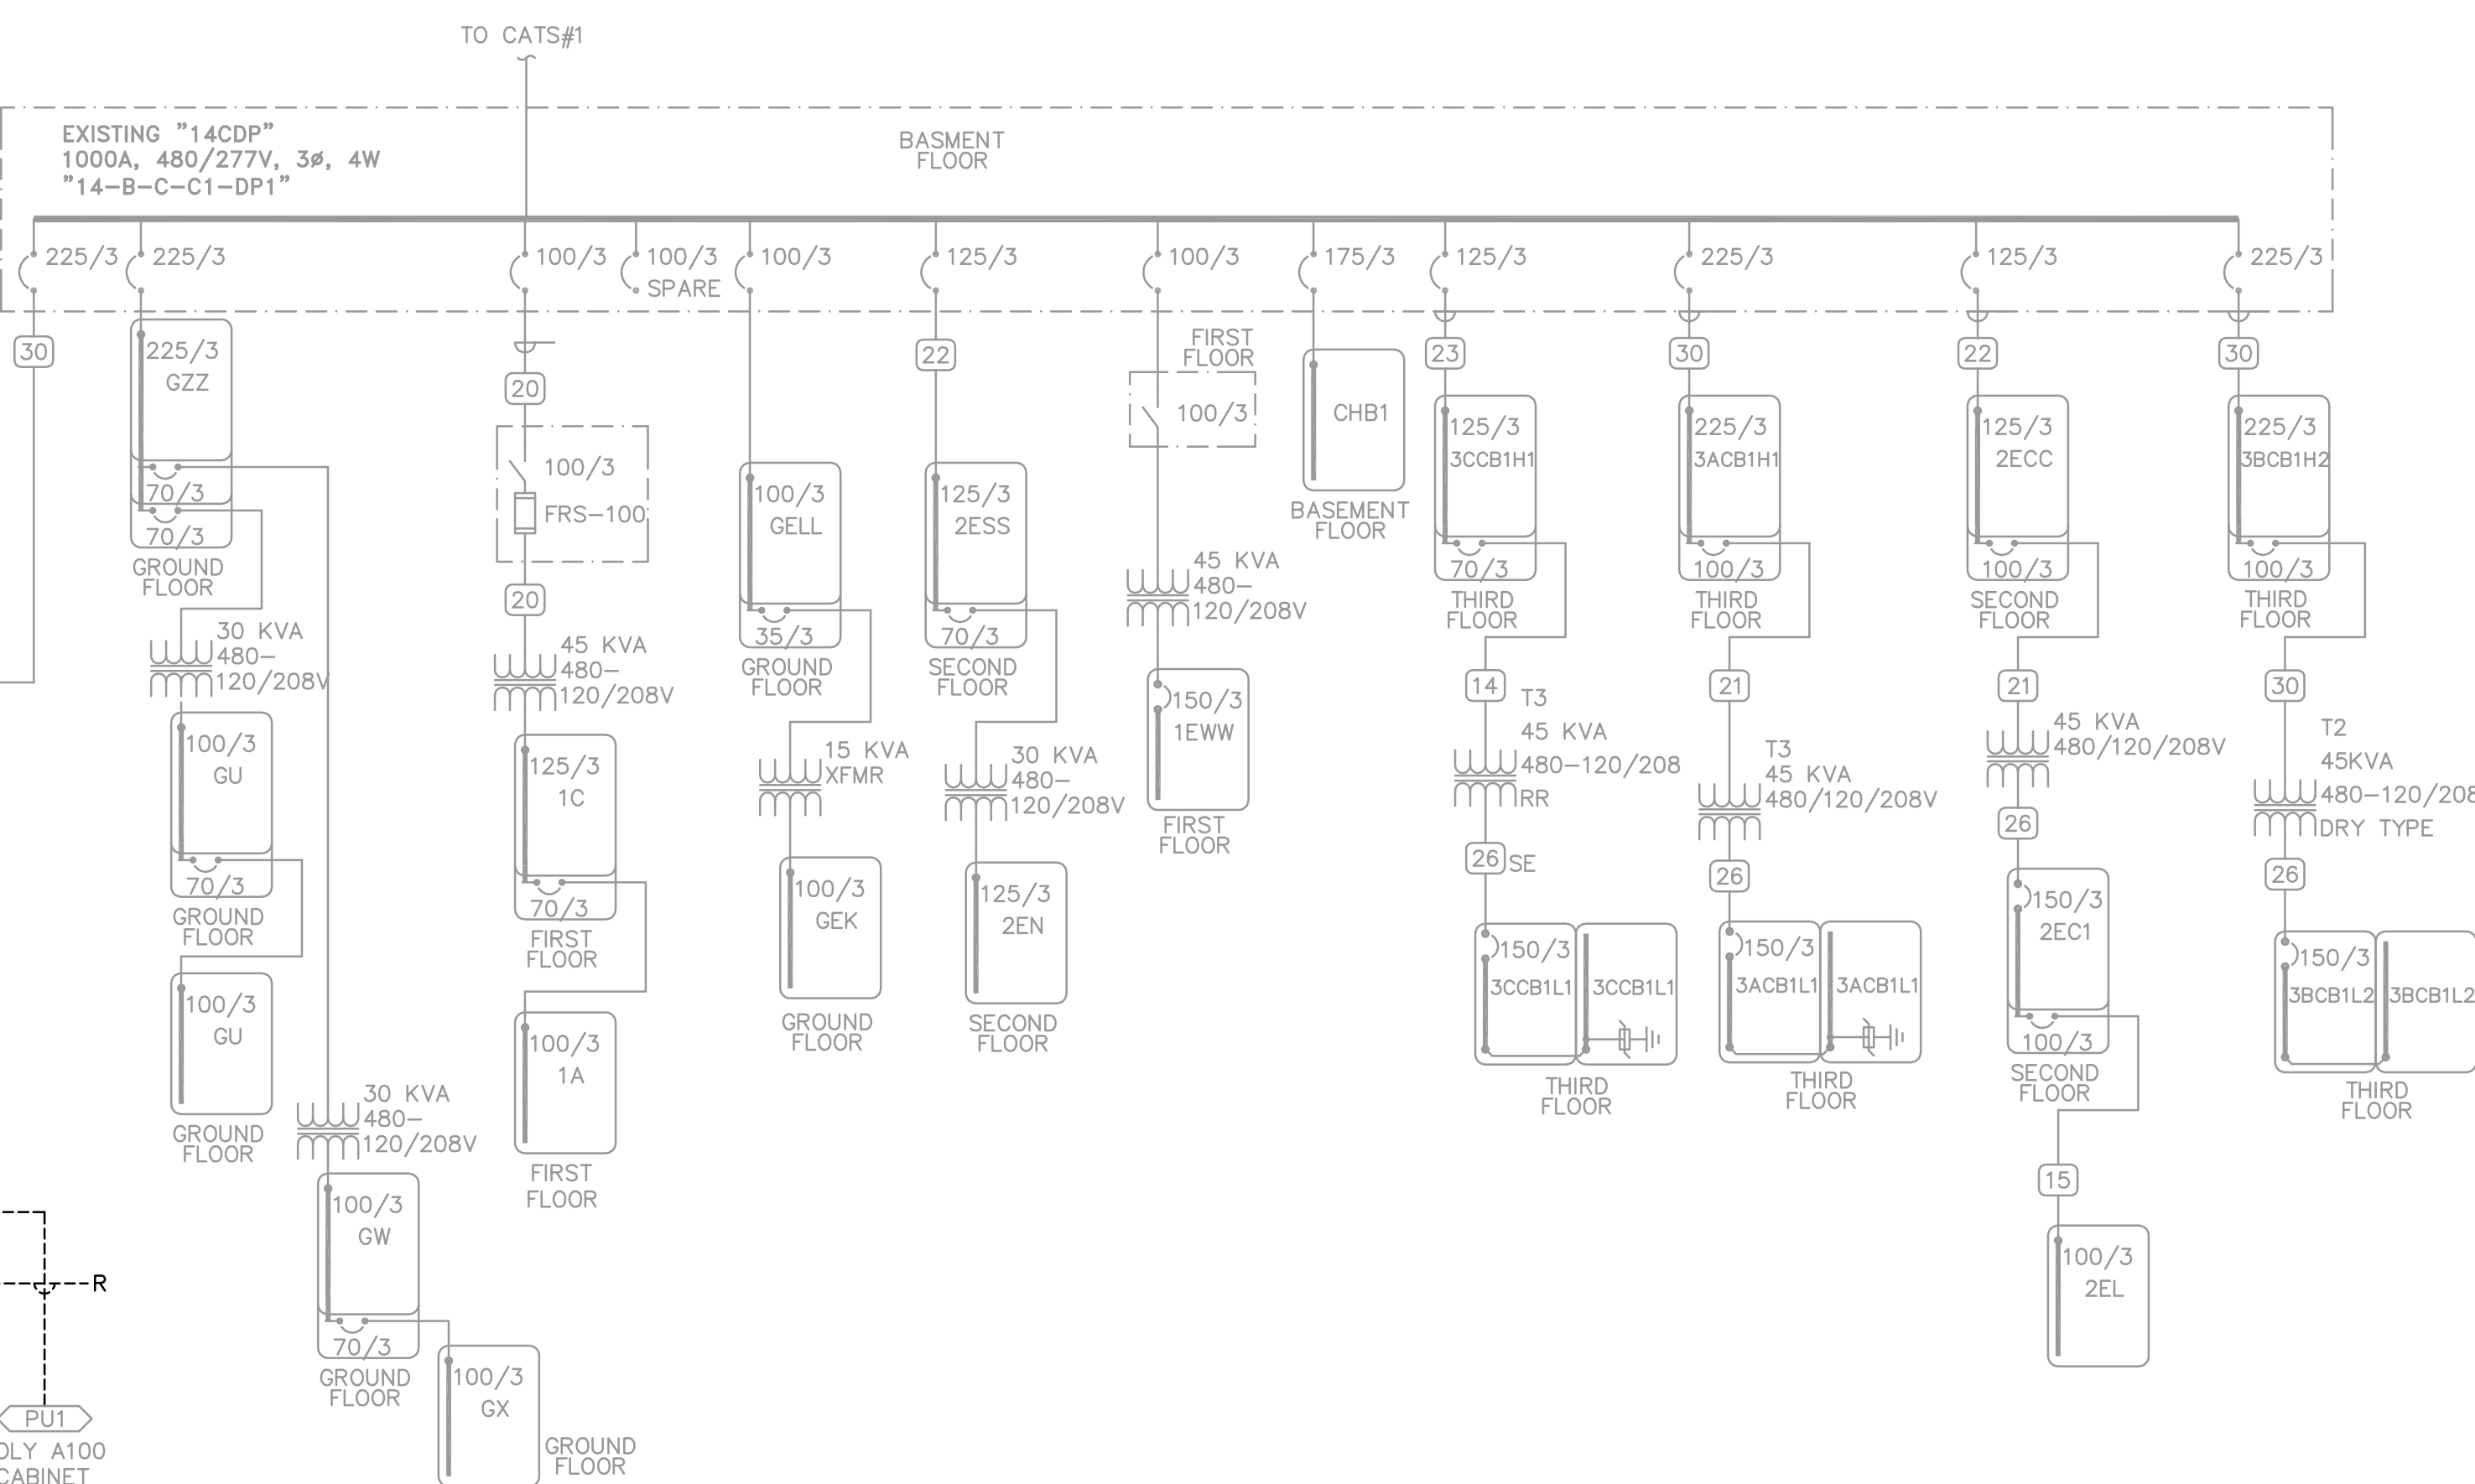 TO CATS#1
EXISTING "14CDP"
1000A, 480/277V, 3ø, 4W
"14-B-C-C1-DP1"
BASMENT
FLOOR
225/3
225/3
100/3
100/3
SPARE
100/3
125/3
100/3
175/3
125/3
225/3
125/3
225/3
30
225/3
GZZ
70/3
70/3
GROUND
FLOOR
30 KVA
480-
120/208V
100/3
GU
70/3
GROUND
FLOOR
100/3
GU
GROUND
FLOOR
30 KVA
480-
120/208V
100/3
GW
70/3
GROUND
FLOOR
100/3
GX
GROUND
FLOOR
20
100/3
FRS-100
20
45 KVA
480-
120/208V
125/3
1C
70/3
FIRST
FLOOR
100/3
1A
FIRST
FLOOR
100/3
GELL
35/3
GROUND
FLOOR
15 KVA
XFMR
100/3
GEK
GROUND
FLOOR
22
125/3
2ESS
70/3
SECOND
FLOOR
30 KVA
480-
120/208V
125/3
2EN
SECOND
FLOOR
FIRST
FLOOR
100/3
45 KVA
480-
120/208V
150/3
1EWW
FIRST
FLOOR
CHB1
BASEMENT
FLOOR
23
125/3
3CCB1H1
70/3
THIRD
FLOOR
14
T3
45 KVA
480-120/208
RR
26 SE
150/3
3CCB1L1
3CCB1L1
THIRD
FLOOR
30
225/3
3ACB1H1
100/3
THIRD
FLOOR
21
T3
45 KVA
480/120/208V
26
150/3
3ACB1L1
3ACB1L1
THIRD
FLOOR
22
125/3
2ECC
100/3
SECOND
FLOOR
21
45 KVA
480/120/208V
26
150/3
2EC1
100/3
SECOND
FLOOR
15
100/3
2EL
30
225/3
3BCB1H2
100/3
THIRD
FLOOR
30
T2
45KVA
480-120/208
DRY TYPE
26
150/3
3BCB1L2
3BCB1L2
THIRD
FLOOR
R
PU1
OLY A100
CABINET